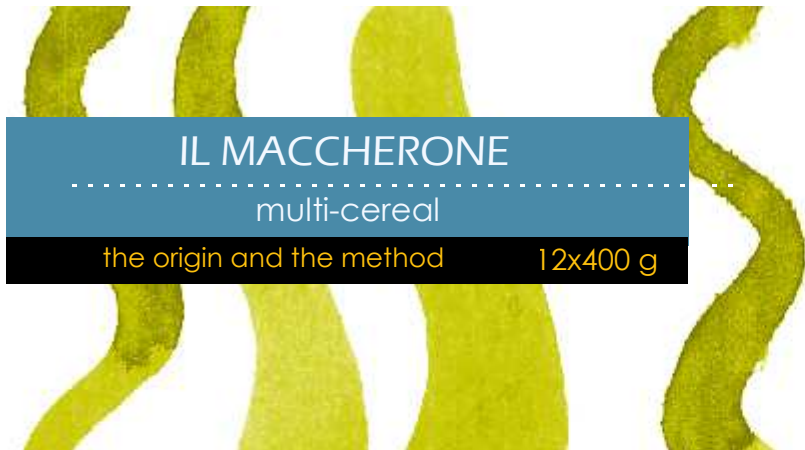 IL MACCHERONE
multi-cereal
the origin and the method 12x400 g